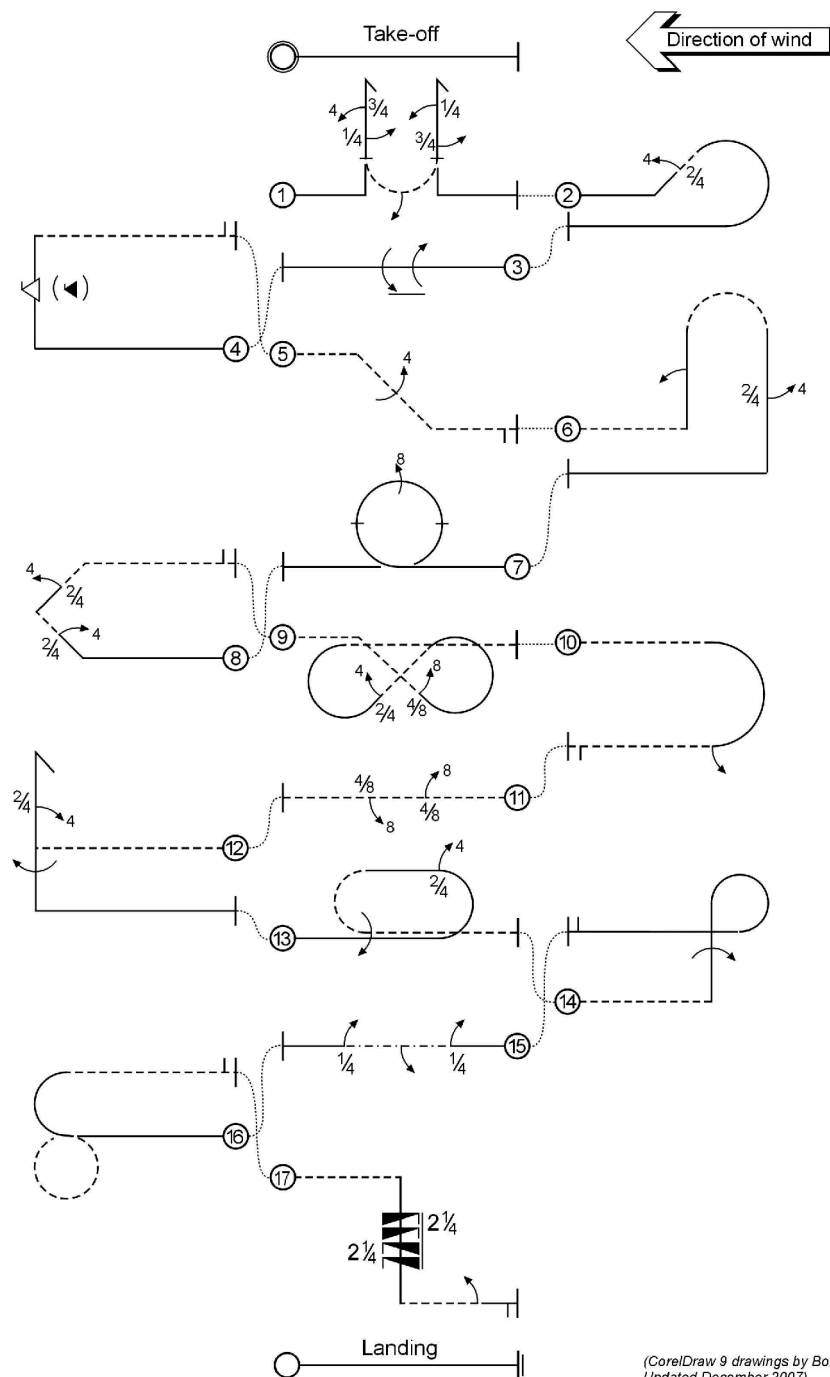 Take-off
Direction of wind
4 3/4 1/4
1/4 3/4
1 2 4 2/4
3
4 5 4
6 2/4 4
8
7
4 2/4
2/4 4
8 9 10
4 8
2/4 4/8
4/8 8
8 4/8 11
2/4 4
12
4
2/4
13
14
1/4 1/4 15
16
17
2 1/4
2 1/4
Landing
(CorelDraw 9 drawings by Bo
Updated December 2007)